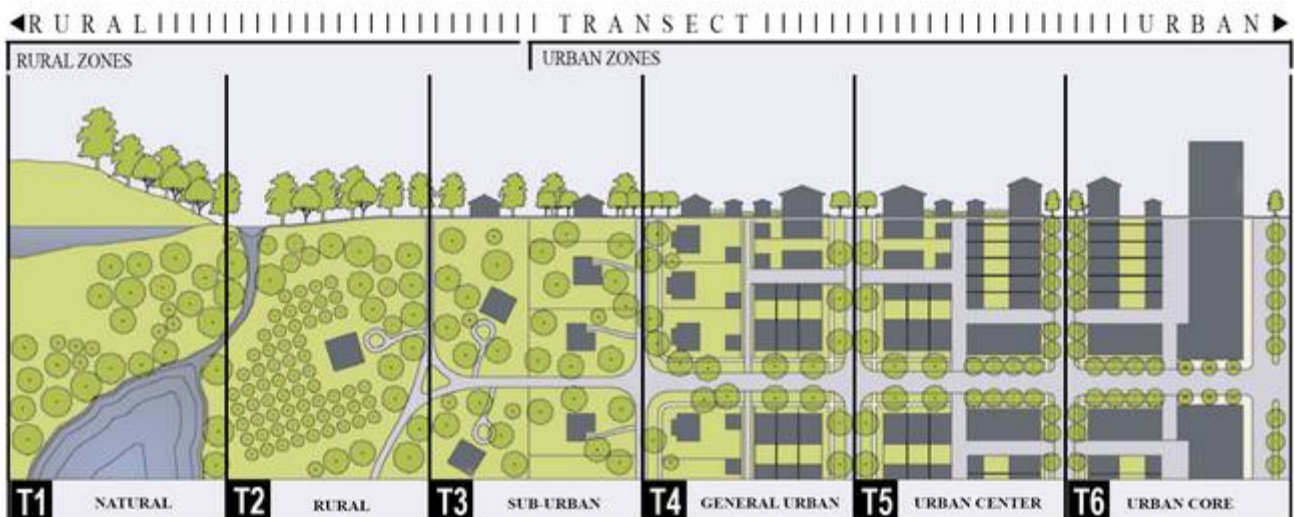 RURAL TRANSECT URBAN
RURAL ZONES URBAN ZONES
T1 NATURAL T2 RURAL T3 SUB-URBAN T4 GENERAL URBAN T5 URBAN CENTER T6 URBAN CORE